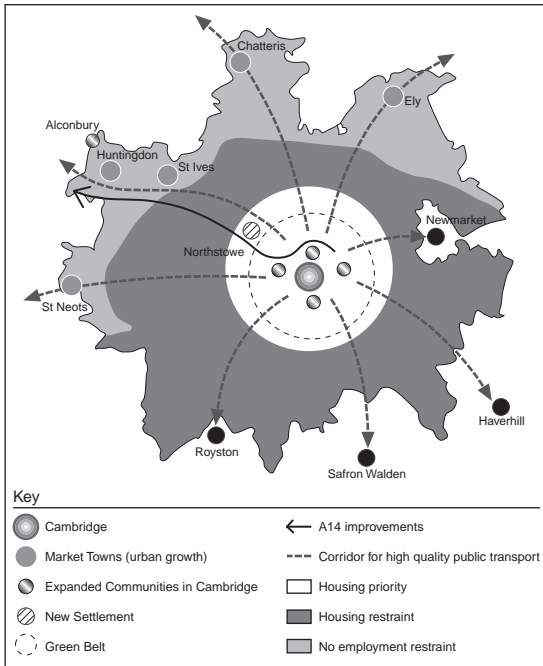 Chatteris
Ely
Alconbury
Huntingdon
St Ives
Newmarket
Northstowe
St Neots
Haverhill
Royston
Safron Walden
Key
Cambridge
Market Towns (urban growth)
Expanded Communities in Cambridge
New Settlement
Green Belt
A14 improvements
Corridor for high quality public transport
Housing priority
Housing restraint
No employment restraint